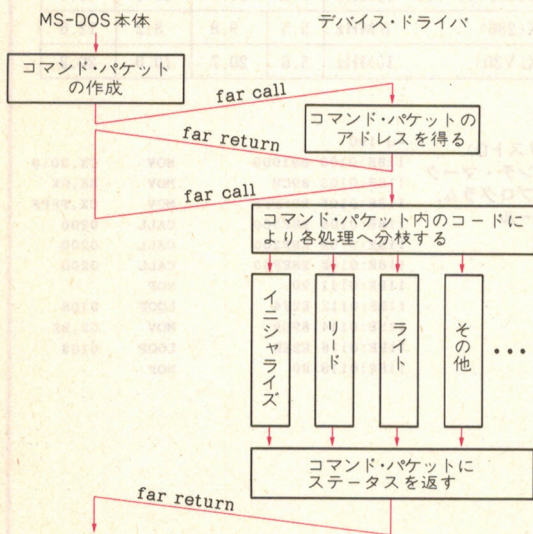 MS-DOS本体
デバイス・ドライバ
コマンド・パケット
の作成
far call
コマンド・パケットの
アドレスを得る
far return
far call
コマンド・パケット内のコードに
より各処理へ分枝する
イニシャライズ
リード
ライト
その他
•••
コマンド・パケットに
ステータスを返す
far return